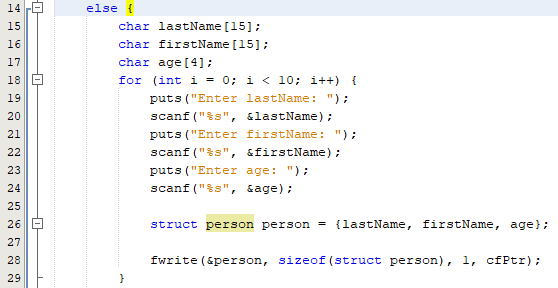 14 else {
15 char lastName[15];
16 char firstName[15];
17 char age[4];
18 for (int i = 0; i < 10; i++) {
19 puts("Enter lastName: ");
20 scanf("%s", &lastName);
21 puts("Enter firstName: ");
22 scanf("%s", &firstName);
23 puts("Enter age: ");
24 scanf("%s", &age);
25
26 struct person person = {lastName, firstName, age};
27
28 fwrite(&person, sizeof(struct person), 1, cfPtr);
29 }